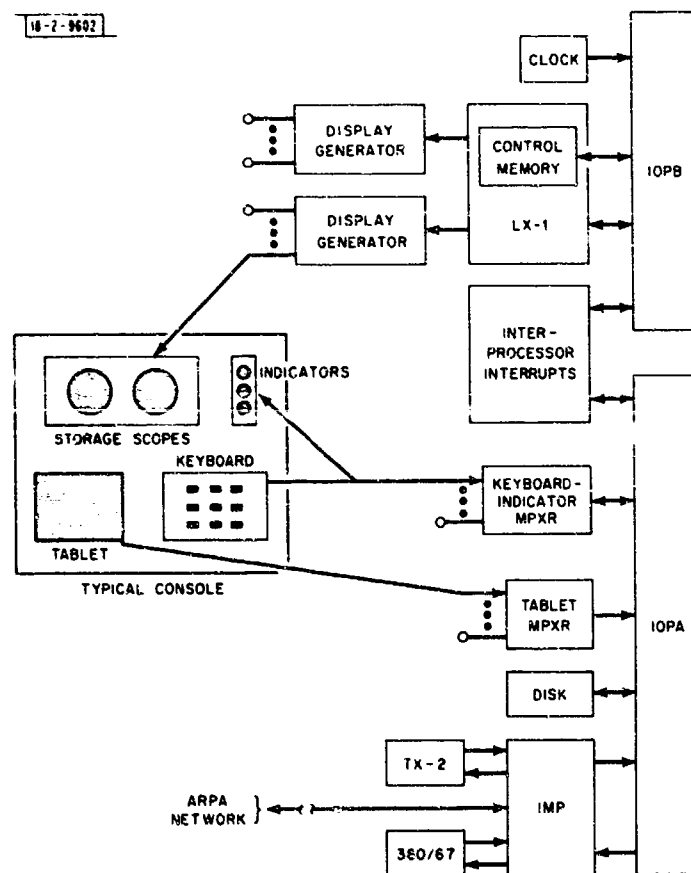 18-2-9602
CLOCK
DISPLAY
GENERATOR
CONTROL
MEMORY
IOPB
DISPLAY
GENERATOR
LX-1
INTER-
PROCESSOR
INTERRUPTS
INDICATORS
STORAGE SCOPES
KEYBOARD
KEYBOARD-
INDICATOR
MPXR
TABLET
TYPICAL CONSOLE
TABLET
MPXR
IOPA
DISK
TX-2
ARPA
NETWORK
IMP
360/67